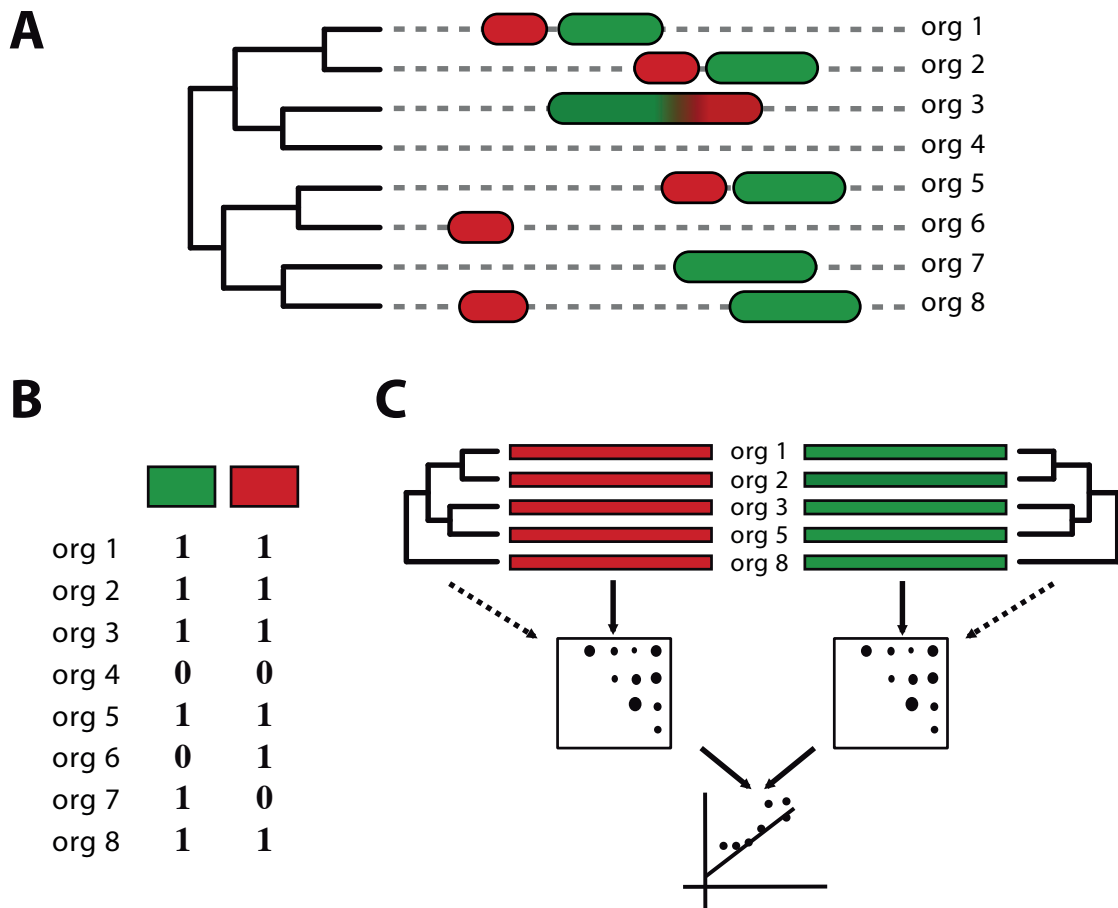 A
org 1
org 2
org 3
org 4
org 5
org 6
org 7
org 8
B
org 1 1 1
org 2 1 1
org 3 1 1
org 4 0 0
org 5 1 1
org 6 0 1
org 7 1 0
org 8 1 1
C
org 1
org 2
org 3
org 5
org 8